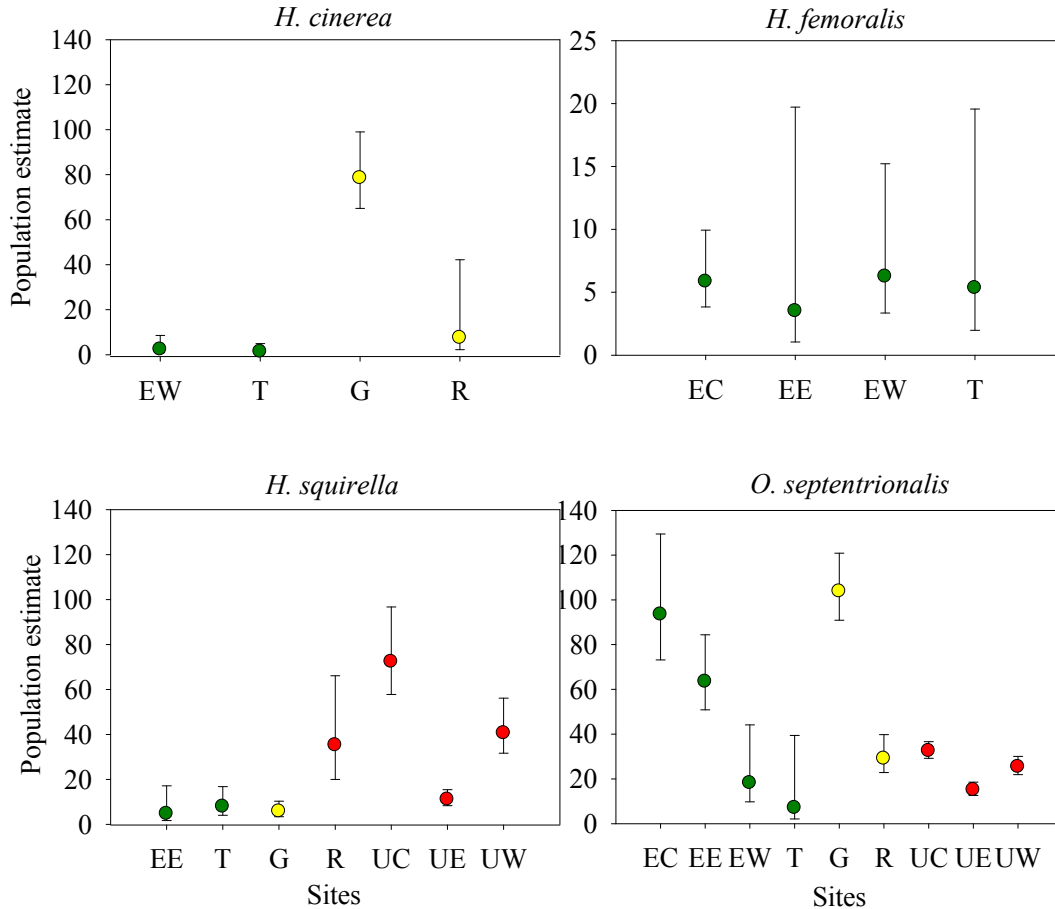 H. cinerea
H. femoralis
Population estimate
140
120
100
80
60
40
20
0
EW T G R
25
20
15
10
5
0
EC EE EW T
H. squirella
O. septentrionalis
Population estimate
140
120
100
80
60
40
20
0
EE T G R UC UE UW
Sites
140
120
100
80
60
40
20
0
EC EE EW T G R UC UE UW
Sites